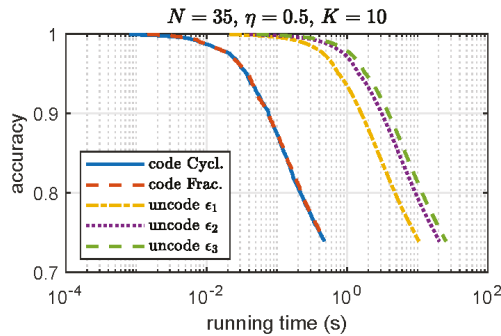 N = 35, η = 0.5, K = 10
accuracy
1
0.9
0.8
0.7
code Cycl.
code Frac.
uncode ϵ₁
uncode ϵ₂
uncode ϵ₃
10⁻⁴ 10⁻² 10⁰ 10²
running time (s)